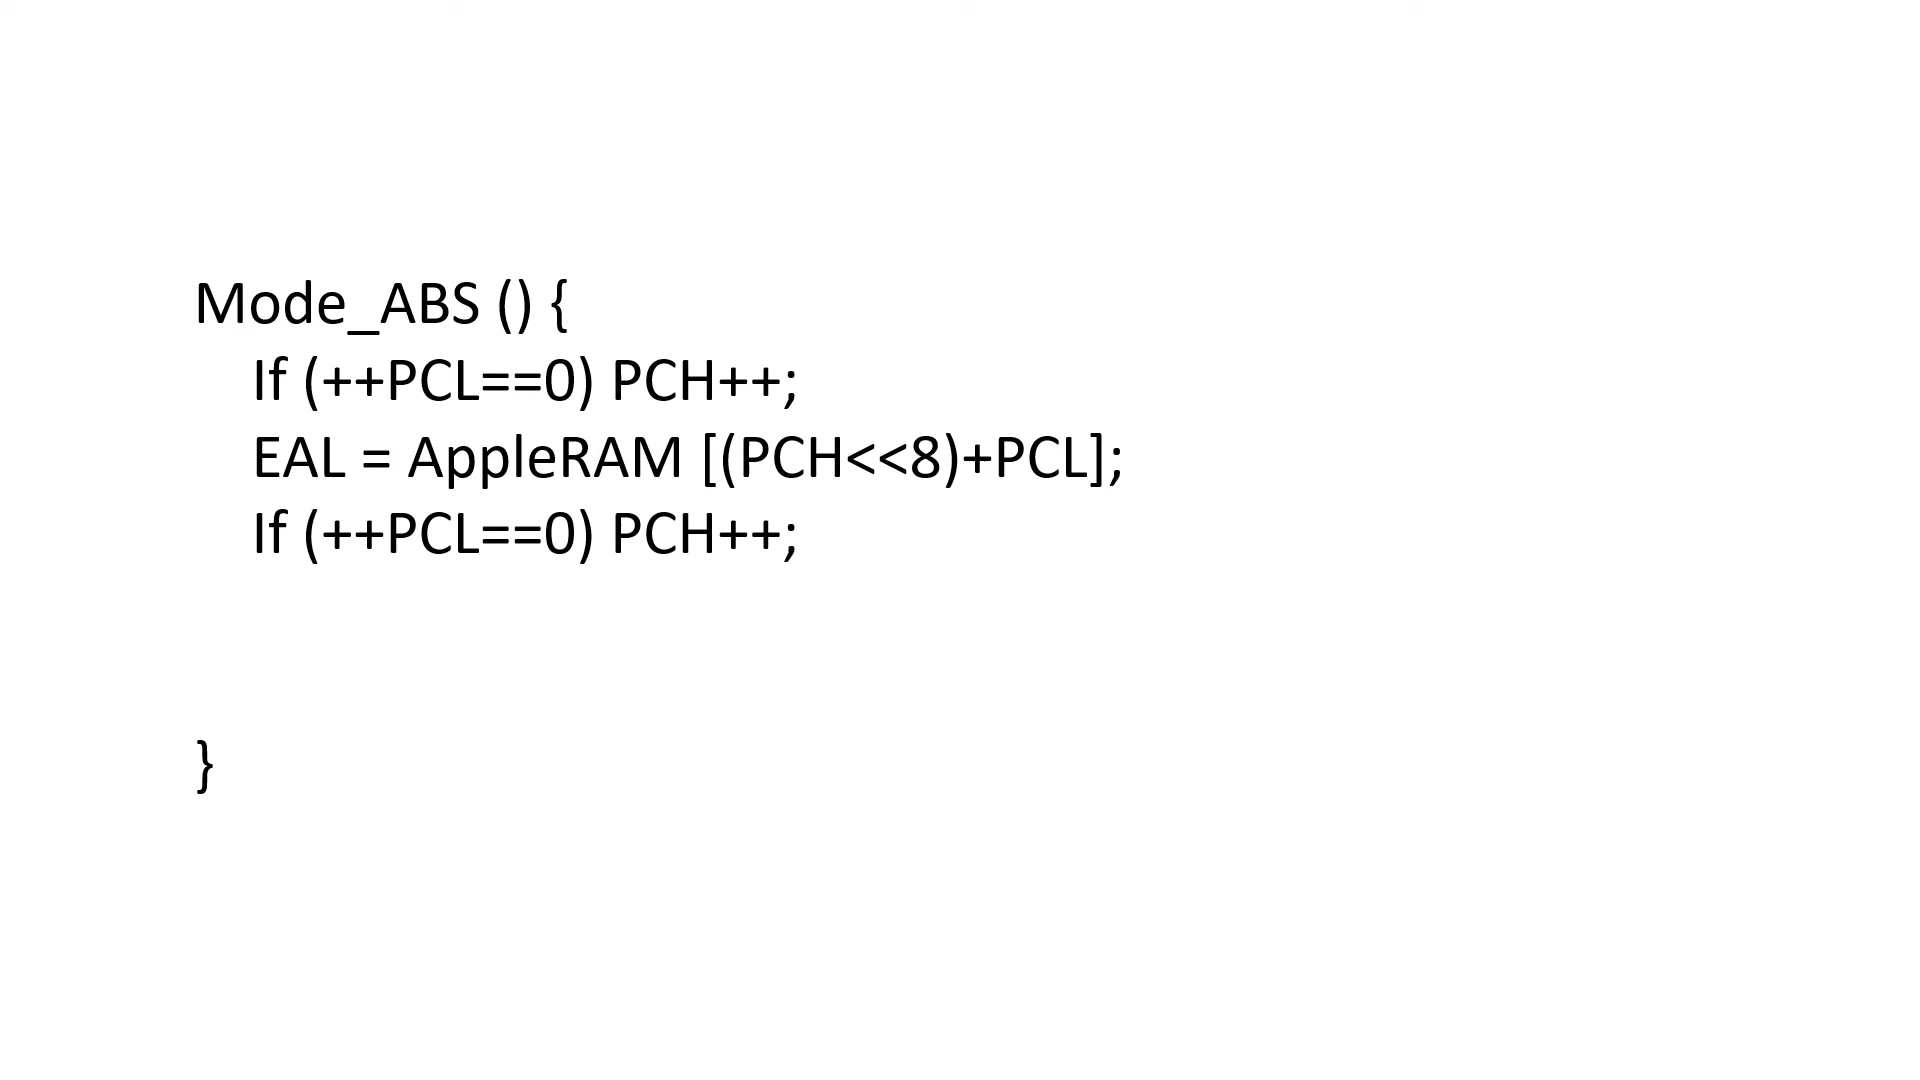 Mode_ABS () {
If (++PCL==0) PCH++;
EAL = AppleRAM [(PCH<<8)+PCL];
If (++PCL==0) PCH++;
}